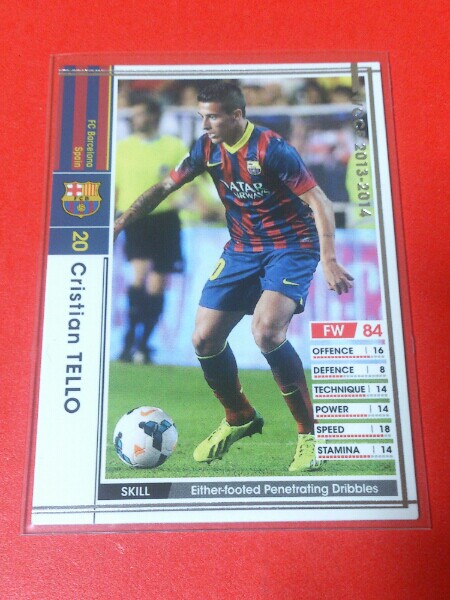 FC Barcelona
Spain
FCB
20
Cristian TELLO
2013-2014
QATAR
AIRWAYS
FW 84
OFFENCE 16
DEFENCE 8
TECHNIQUE 14
POWER 14
SPEED 18
STAMINA 14
SKILL Either-footed Penetrating Dribbles